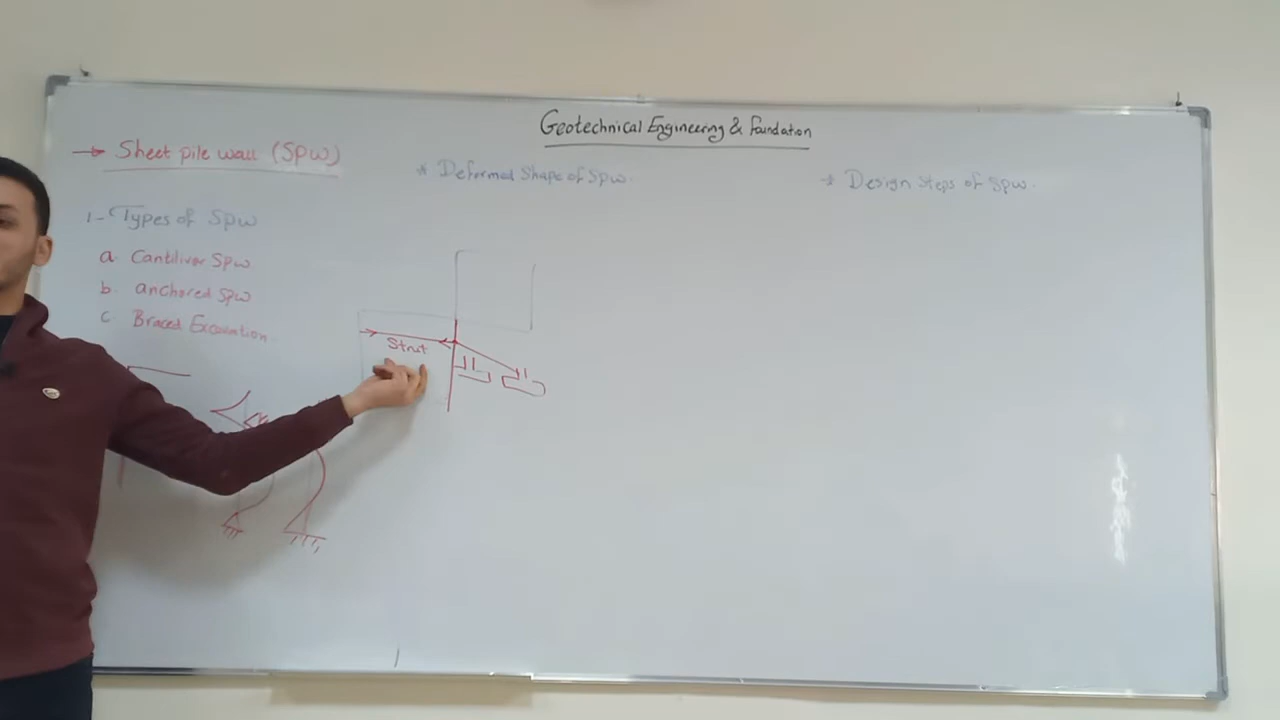 Geotechnical Engineering & Foundation
→ Sheet pile wall (SPW)
1- Types of SPW
a. Cantiliver SPW
b. anchored SPW
c Braced Excavation
* Deformed Shape of SPW.
Strut
* Design Steps of SPW.